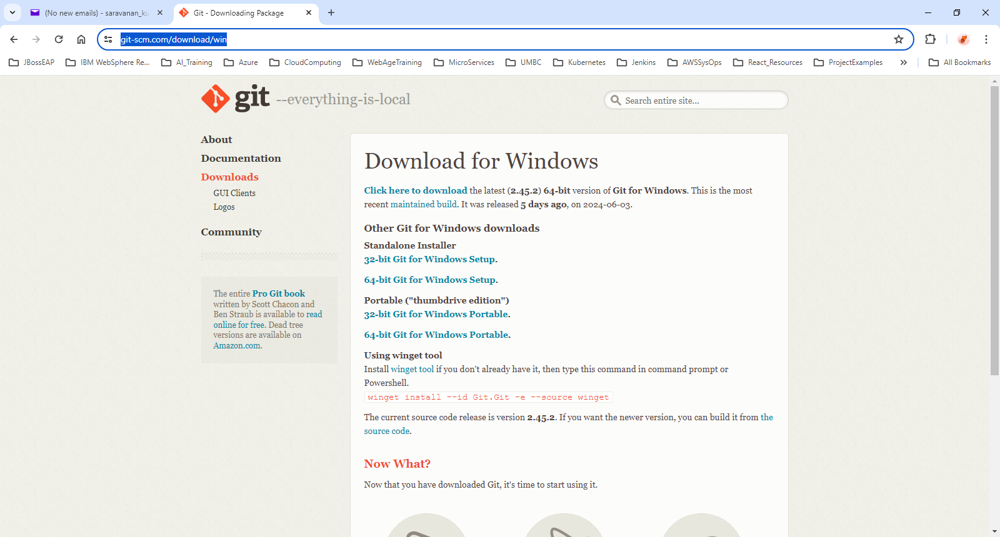 (No new emails) - saravanan_ku
Git - Downloading Package
git-scm.com/download/win
JBossEAP
IBM WebSphere Re...
AI_Training
Azure
CloudComputing
WebAgeTraining
MicroServices
UMBC
Kubernetes
Jenkins
AWSSysOps
React_Resources
ProjectExamples
All Bookmarks
git --everything-is-local
Search entire site...
About
Documentation
Downloads
GUI Clients
Logos
Community
The entire Pro Git book
written by Scott Chacon and
Ben Straub is available to read
online for free. Dead tree
versions are available on
Amazon.com.
Download for Windows
Click here to download the latest (2.45.2) 64-bit version of Git for Windows. This is the most
recent maintained build. It was released 5 days ago, on 2024-06-03.
Other Git for Windows downloads
Standalone Installer
32-bit Git for Windows Setup.
64-bit Git for Windows Setup.
Portable ("thumbdrive edition")
32-bit Git for Windows Portable.
64-bit Git for Windows Portable.
Using winget tool
Install winget tool if you don't already have it, then type this command in command prompt or
Powershell.
winget install --id Git.Git -e --source winget
The current source code release is version 2.45.2. If you want the newer version, you can build it from the
source code.
Now What?
Now that you have downloaded Git, it's time to start using it.